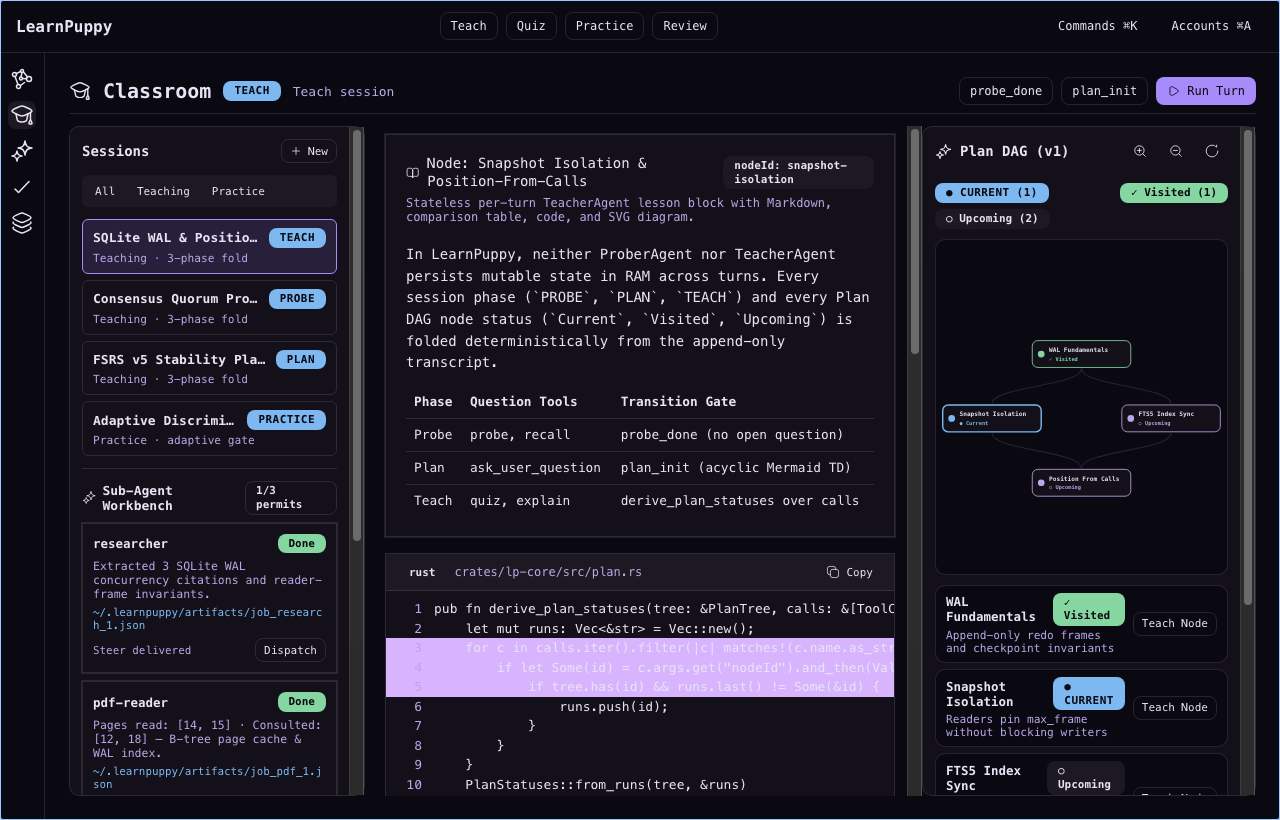 LearnPuppy
Teach
Quiz
Practice
Review
Commands ⌘K
Accounts ⌘A
Classroom
TEACH
Teach session
probe_done
plan_init
Run Turn
Sessions
+ New
All
Teaching
Practice
SQLite WAL & Positio…
TEACH
Teaching · 3-phase fold
Consensus Quorum Pro…
PROBE
Teaching · 3-phase fold
FSRS v5 Stability Pla…
PLAN
Teaching · 3-phase fold
Adaptive Discrimi…
PRACTICE
Practice · adaptive gate
Sub-Agent
Workbench
1/3
permits
researcher
Done
Extracted 3 SQLite WAL
concurrency citations and reader-
frame invariants.
~/.learnpuppy/artifacts/job_researc
h_1.json
Steer delivered
Dispatch
pdf-reader
Done
Pages read: [14, 15] · Consulted:
[12, 18] — B-tree page cache &
WAL index.
~/.learnpuppy/artifacts/job_pdf_1.j
son
Node: Snapshot Isolation &
Position-From-Calls
nodeId: snapshot-
isolation
Stateless per-turn TeacherAgent lesson block with Markdown,
comparison table, code, and SVG diagram.
In LearnPuppy, neither ProberAgent nor TeacherAgent
persists mutable state in RAM across turns. Every
session phase (`PROBE`, `PLAN`, `TEACH`) and every Plan
DAG node status (`Current`, `Visited`, `Upcoming`) is
folded deterministically from the append-only
transcript.
Phase Question Tools Transition Gate
Probe probe, recall probe_done (no open question)
Plan ask_user_question plan_init (acyclic Mermaid TD)
Teach quiz, explain derive_plan_statuses over calls
rust crates/lp-core/src/plan.rs
Copy
1 pub fn derive_plan_statuses(tree: &PlanTree, calls: &[ToolC
2 let mut runs: Vec<&str> = Vec::new();
3 for c in calls.iter().filter(|c| matches!(c.name.as_str
4 if let Some(id) = c.args.get("nodeId").and_then(Val
5 if tree.has(id) && runs.last() != Some(&id) {
6 runs.push(id);
7 }
8 }
9 }
10 PlanStatuses::from_runs(tree, &runs)
Plan DAG (v1)
● CURRENT (1)
✓ Visited (1)
○ Upcoming (2)
WAL Fundamentals
✓ Visited
Snapshot Isolation
● Current
FTS5 Index Sync
○ Upcoming
Position From Calls
○ Upcoming
WAL
Fundamentals
✓
Visited
Append-only redo frames
and checkpoint invariants
Teach Node
Snapshot
Isolation
●
CURRENT
Readers pin max_frame
without blocking writers
Teach Node
FTS5 Index
Sync
○
Upcoming